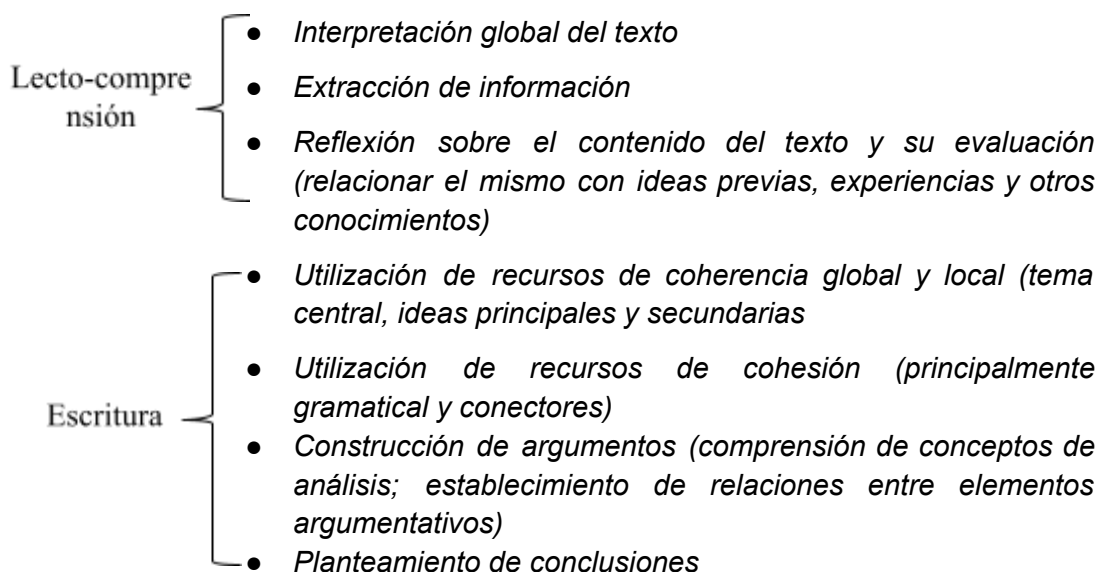 Lecto-compre
nsión
● Interpretación global del texto
● Extracción de información
● Reflexión sobre el contenido del texto y su evaluación
(relacionar el mismo con ideas previas, experiencias y otros
conocimientos)
Escritura
● Utilización de recursos de coherencia global y local (tema
central, ideas principales y secundarias
● Utilización de recursos de cohesión (principalmente
gramatical y conectores)
● Construcción de argumentos (comprensión de conceptos de
análisis; establecimiento de relaciones entre elementos
argumentativos)
● Planteamiento de conclusiones